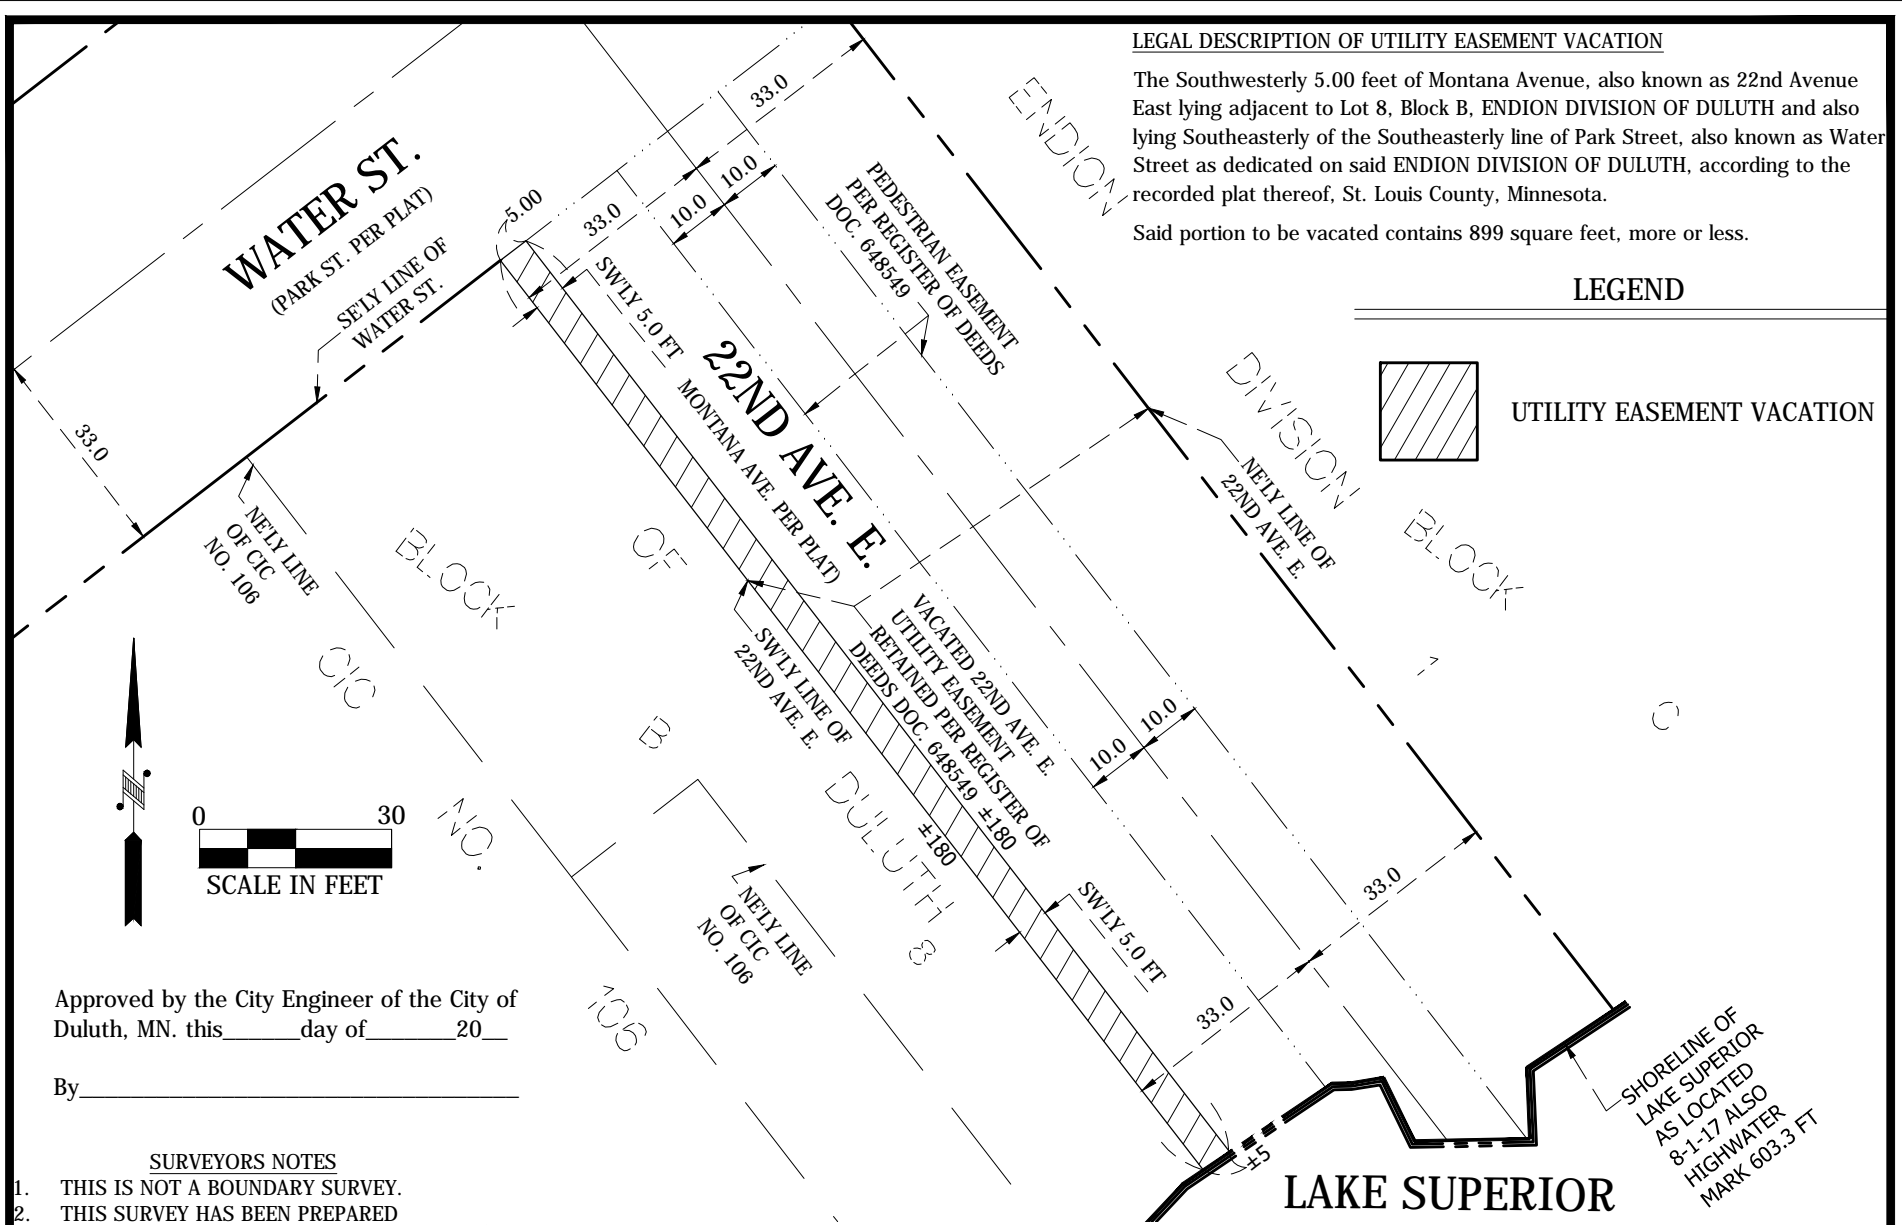 LEGAL DESCRIPTION OF UTILITY EASEMENT VACATION
The Southwesterly 5.00 feet of Montana Avenue, also known as 22nd Avenue
East lying adjacent to Lot 8, Block B, ENDION DIVISION OF DULUTH and also
lying Southeasterly of the Southeasterly line of Park Street, also known as Water
Street as dedicated on said ENDION DIVISION OF DULUTH, according to the
recorded plat thereof, St. Louis County, Minnesota.
Said portion to be vacated contains 899 square feet, more or less.
LEGEND
UTILITY EASEMENT VACATION
WATER ST.
(PARK ST. PER PLAT)
SE'LY LINE OF
WATER ST.
5.00
33.0
33.0
10.0
10.0
PEDESTRIAN EASEMENT
PER REGISTER OF DEEDS
DOC. 648549
SW'LY 5.0 FT
22ND AVE. E.
MONTANA AVE. PER PLAT)
ENDION
DIVISION
BLOCK
1
C
NE'LY LINE OF
22ND AVE. E.
33.0
NE'LY LINE
OF CIC
NO. 106
BLOCK
OF
B
DULUTH
8
CIC
NO.
106
SW'LY LINE OF
22ND AVE. E.
VACATED 22ND AVE. E.
UTILITY EASEMENT
RETAINED PER REGISTER OF
DEEDS DOC. 648549
±180
±180
10.0
10.0
33.0
33.0
SW'LY 5.0 FT
NE'LY LINE
OF CIC
NO. 106
0 30
SCALE IN FEET
Approved by the City Engineer of the City of
Duluth, MN. this______day of_______20__
By__________________________________
SURVEYORS NOTES
1. THIS IS NOT A BOUNDARY SURVEY.
2. THIS SURVEY HAS BEEN PREPARED
±5
LAKE SUPERIOR
SHORELINE OF
LAKE SUPERIOR
AS LOCATED
8-1-17 ALSO
HIGHWATER
MARK 603.3 FT